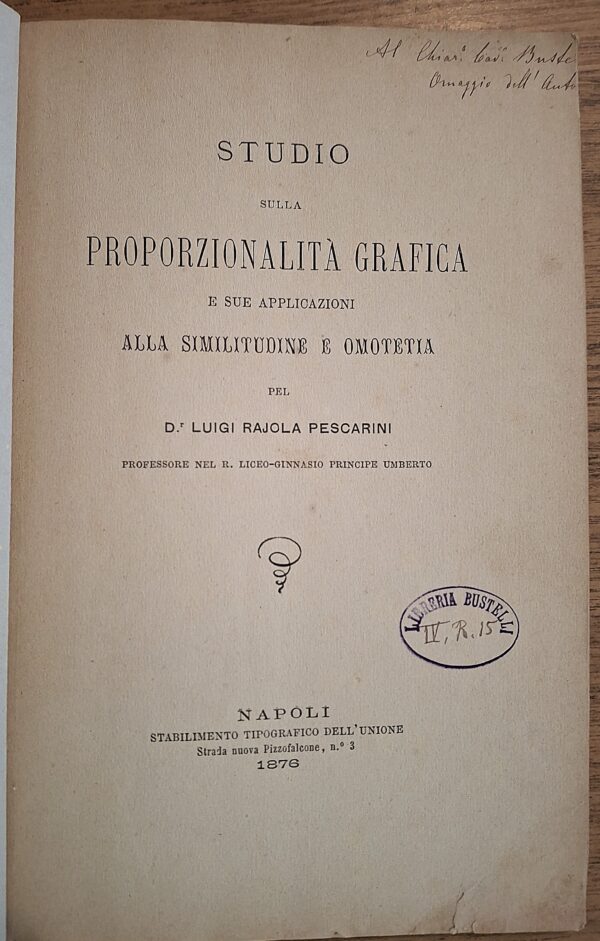 Al Chiar. Cav. Buste
Omaggio dell' Auto
STUDIO
SULLA
PROPORZIONALITÀ GRAFICA
E SUE APPLICAZIONI
ALLA SIMILITUDINE E OMOTETIA
PEL
D.r LUIGI RAJOLA PESCARINI
PROFESSORE NEL R. LICEO-GINNASIO PRINCIPE UMBERTO
LIBRERIA BUSTELLI
IV, R. 15
NAPOLI
STABILIMENTO TIPOGRAFICO DELL'UNIONE
Strada nuova Pizzofalcone, n.º 3
1876